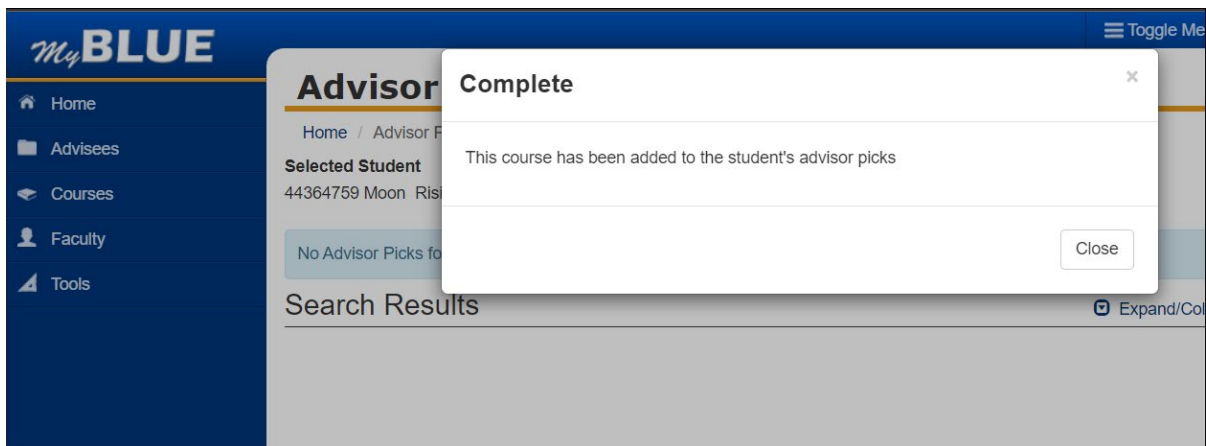 MyBLUE
Toggle Me
Home
Advisees
Courses
Faculty
Tools
Advisor
Home / Advisor P
Selected Student
44364759 Moon Risi
No Advisor Picks fo
Complete
×
This course has been added to the student's advisor picks
Close
Search Results
Expand/Col